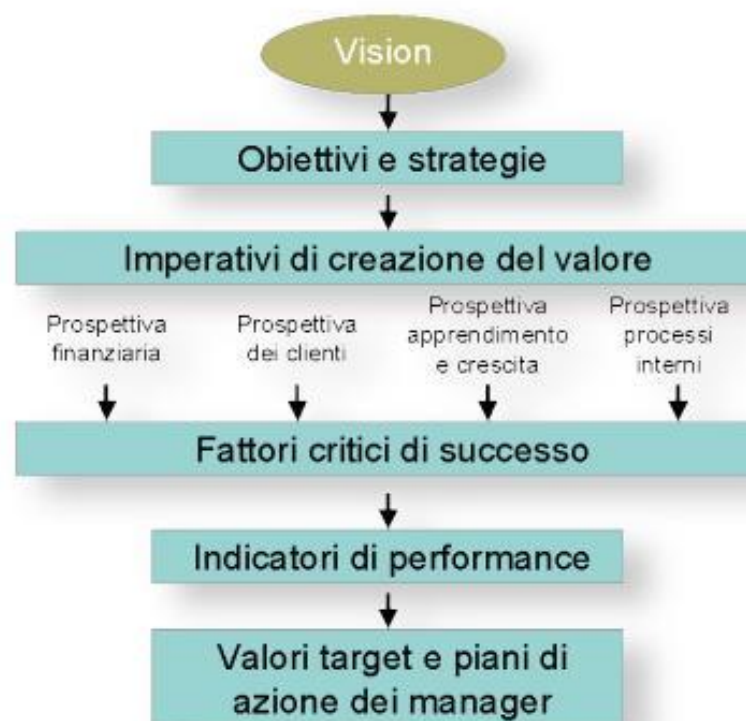 Vision
Obiettivi e strategie
Imperativi di creazione del valore
Prospettiva
finanziaria
Prospettiva
dei clienti
Prospettiva
apprendimento
e crescita
Prospettiva
processi
interni
Fattori critici di successo
Indicatori di performance
Valori target e piani di
azione dei manager